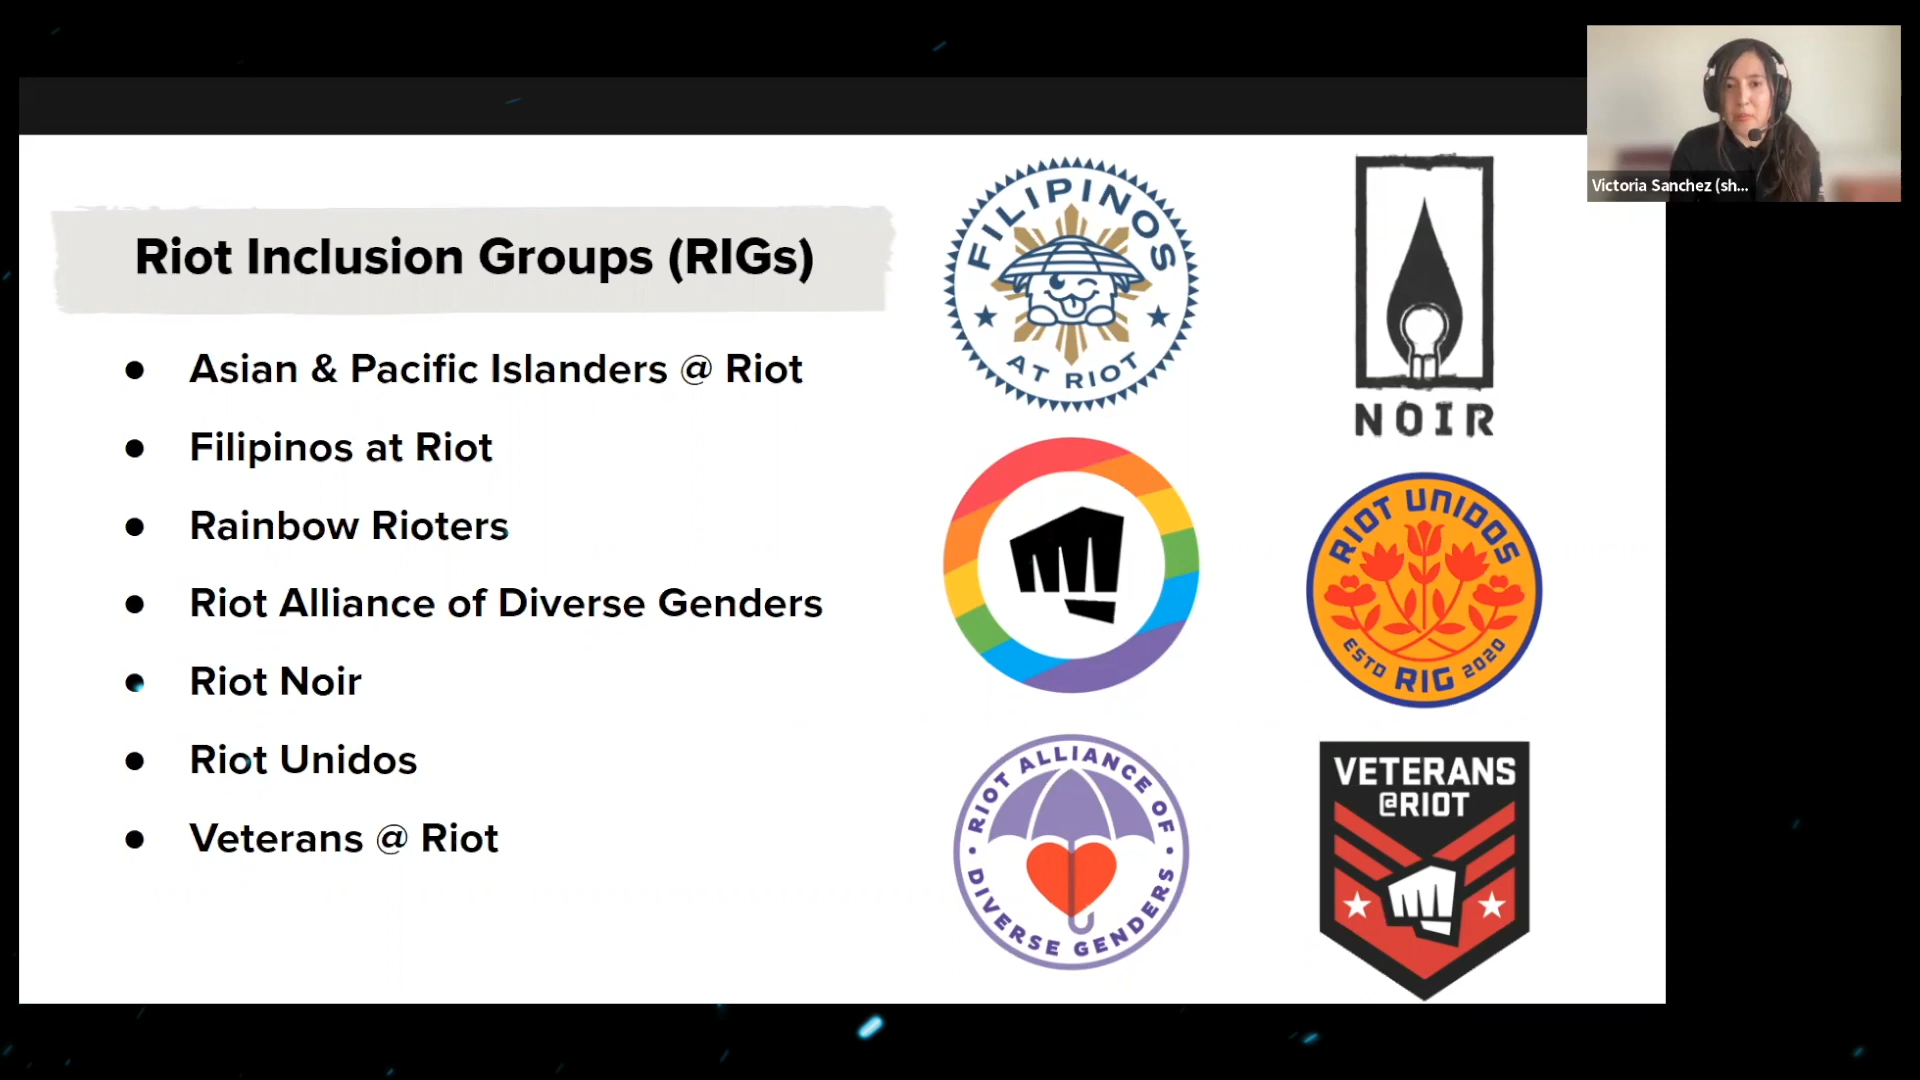 Victoria Sanchez (sh...
Riot Inclusion Groups (RIGs)
Asian & Pacific Islanders @ Riot
Filipinos at Riot
Rainbow Rioters
Riot Alliance of Diverse Genders
Riot Noir
Riot Unidos
Veterans @ Riot
FILIPINOS
AT RIOT
NOIR
RIOT UNIDOS
ESTD RIG 2020
RIOT ALLIANCE OF
DIVERSE GENDERS
VETERANS
@RIOT